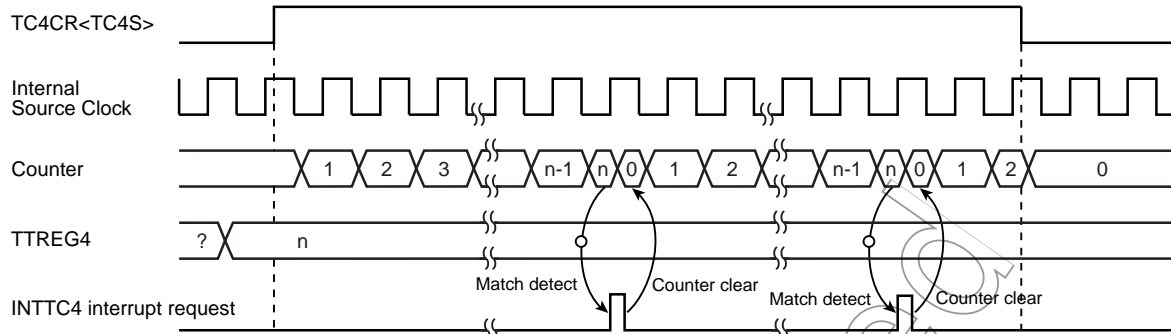 TC4CR<TC4S>
Internal
Source Clock
Counter 1 2 3 n-1 n 0 1 2 n-1 n 0 1 2 0
TTREG4 ? n
Match detect Counter clear Match detect Counter clear
INTTC4 interrupt request